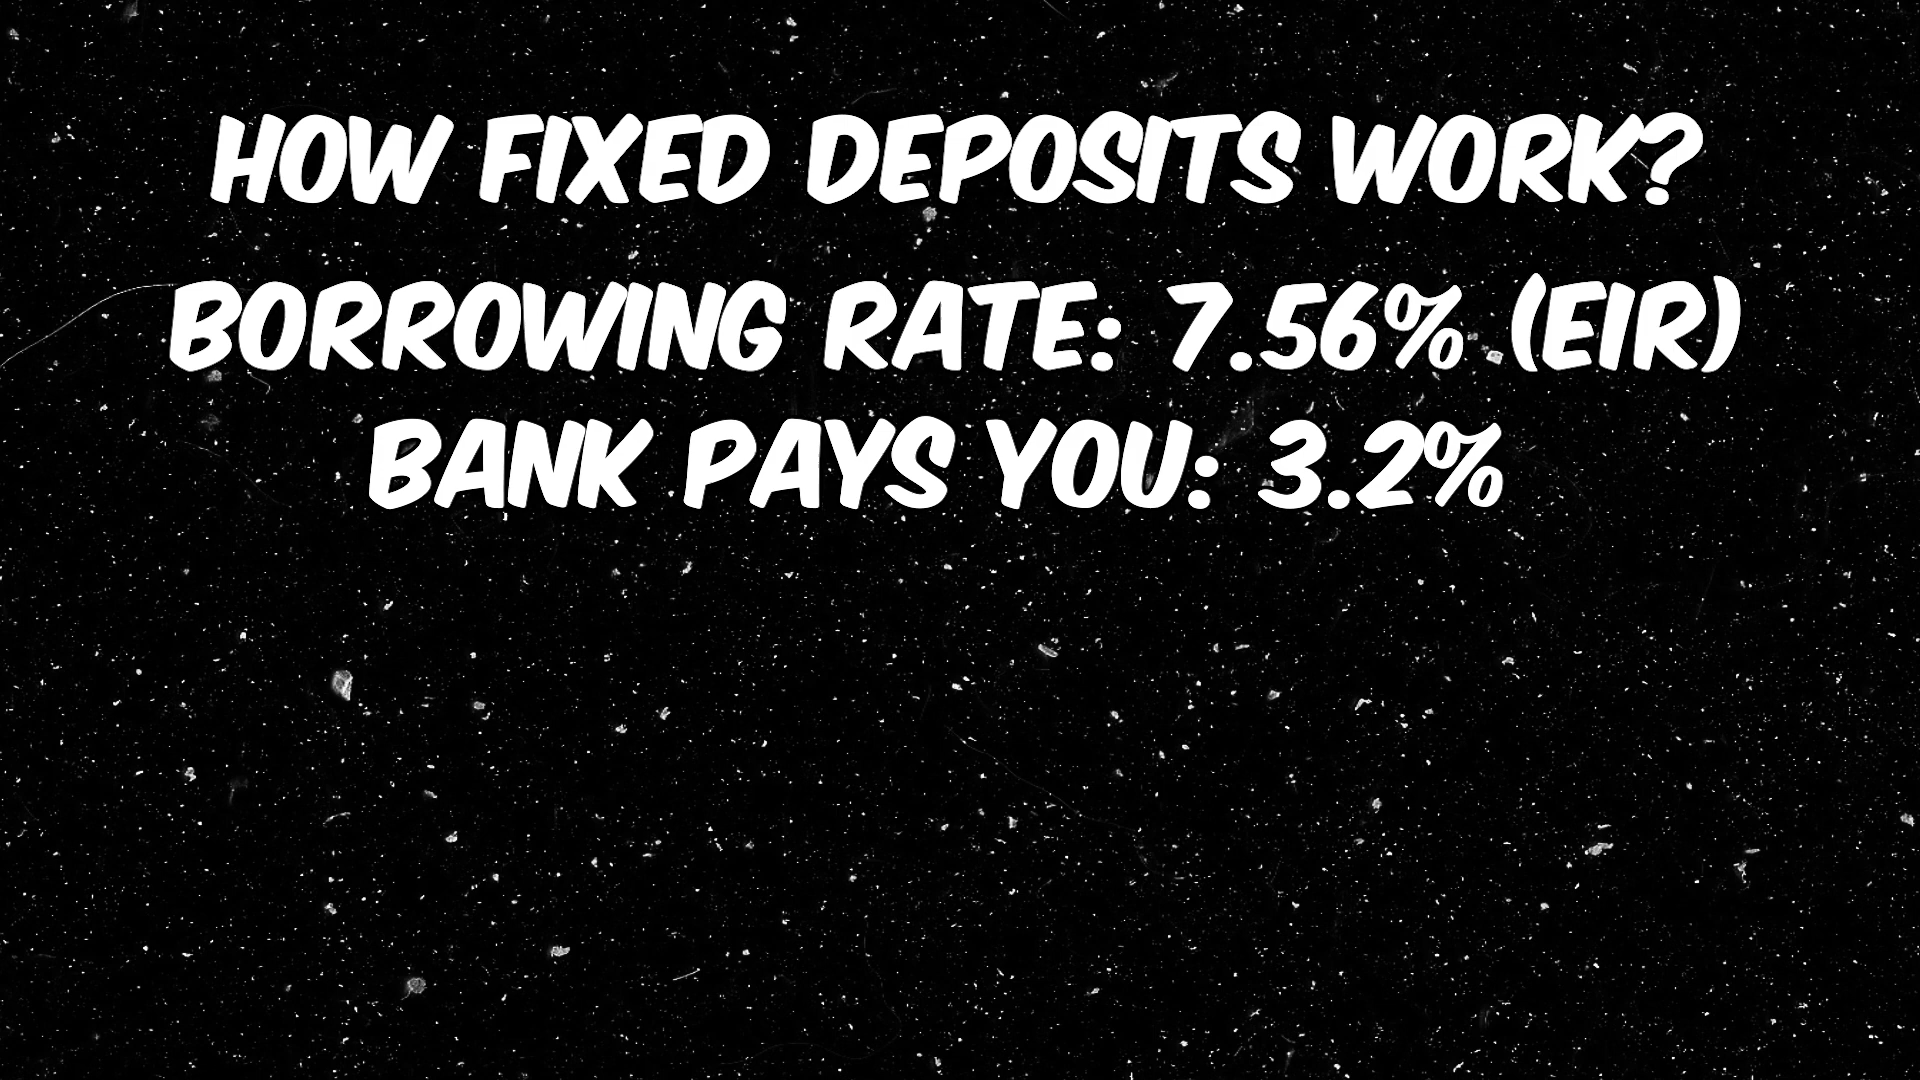 HOW FIXED DEPOSITS WORK?
BORROWING RATE: 7.56% (EIR)
BANK PAYS YOU: 3.2%